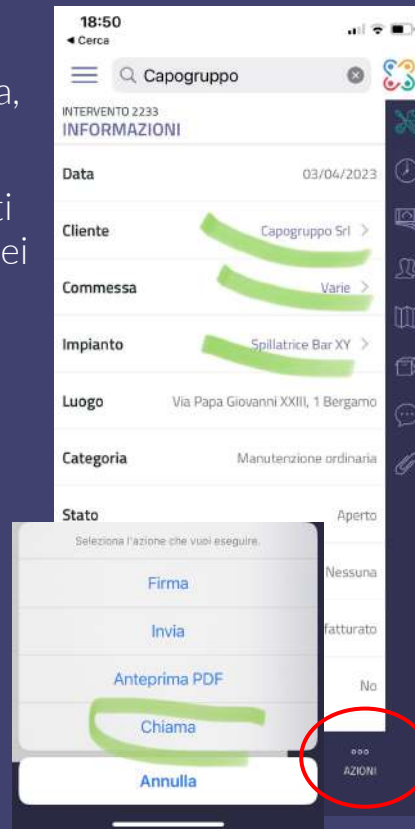 18:50
◀ Cerca
a,
ti
ei
Capogruppo
INTERVENTO 2233
INFORMAZIONI
Data 03/04/2023
Cliente Capogruppo Srl >
Commessa Varie >
Impianto Spillatrice Bar XY >
Luogo Via Papa Giovanni XXIII, 1 Bergamo
Categoria Manutenzione ordinaria
Stato Aperto
Nessuna
fatturato
No
Seleziona l'azione che vuoi eseguire.
Firma
Invia
Anteprima PDF
Chiama
Annulla
AZIONI